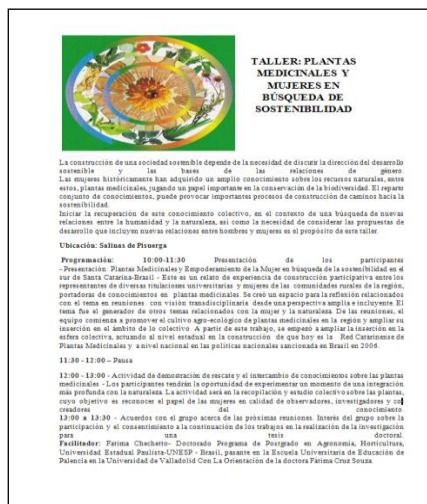 TALLER: PLANTAS
MEDICINALES Y
MUJERES EN
BÚSQUEDA DE
SOSTENIBILIDAD
La construcción de una sociedad sostenible depende de la necesidad de discutir la dirección del desarrollo
sostenible y las bases de las relaciones de género.
Las mujeres históricamente han adquirido un amplio conocimiento sobre los recursos naturales, entre
estos, plantas medicinales, jugando un papel importante en la conservación de la biodiversidad. El reparto
conjunto de conocimientos, puede provocar importantes procesos de construcción de caminos hacia la
sostenibilidad.
Iniciar la recuperación de este conocimiento colectivo, en el contexto de una búsqueda de nuevas
relaciones entre la humanidad y la naturaleza, así como la necesidad de considerar las propuestas de
desarrollo que incluyen nuevas relaciones entre hombres y mujeres es el propósito de este taller.
Ubicación: Salinas de Pisuerga
Programación: 10:00-11:30 Presentación de los participantes
- Presentación: Plantas Medicinales y Empoderamiento de la Mujer en búsqueda de la sostenibilidad en el
sur de Santa Catarina-Brasil - Este es un relato de experiencia de construcción participativa entre los
representantes de diversas titulaciones universitarias y mujeres de las comunidades rurales de la región,
portadoras de conocimientos en plantas medicinales. Se creó un espacio para la reflexión relacionados
con el tema en reuniones con visión transdisciplinaria desde una perspectiva amplia e incluyente. El
tema fue el generador de otros temas relacionados con la mujer y la naturaleza. De las reuniones, el
equipo comienza a promover el cultivo agro-ecológico de plantas medicinales en la región y ampliar su
inserción en el ámbito de lo colectivo. A partir de este trabajo, se empezó a ampliar la inserción en la
esfera colectiva, actuando al nivel estadual en la construcción de que hoy es la Red Catarinense de
Plantas Medicinales y a nivel nacional en las políticas nacionales sancionada en Brasil en 2006.
11:30 - 12:00 – Pausa
12:00 - 13:00 - Actividad de demostración de rescate y el intercambio de conocimientos sobre las plantas
medicinales - Los participantes tendrán la oportunidad de experimentar un momento de una integración
más profunda con la naturaleza. La actividad será en la recopilación y estudio colectivo sobre las plantas,
cuyo objetivo es reconocer el papel de las mujeres en calidad de observadores, investigadores y co
creadores del conocimiento.
13:00 a 13:30 - Acuerdos con el grupo acerca de las próximas reuniones. Interés del grupo sobre la
participación y el consentimiento a la continuación de los trabajos en la realización de la investigación
para una tesis doctoral.
Facilitador: Fatima Chechetto- Doctorado Programa de Postgrado en Agronomía, Horticultura,
Universidad Estadual Paulista-UNESP - Brasil, pasante en la Escuela Universitaria de Educación de
Palencia en la Universidad de Valladolid Con La Orientación de la doctora Fátima Cruz Souza.